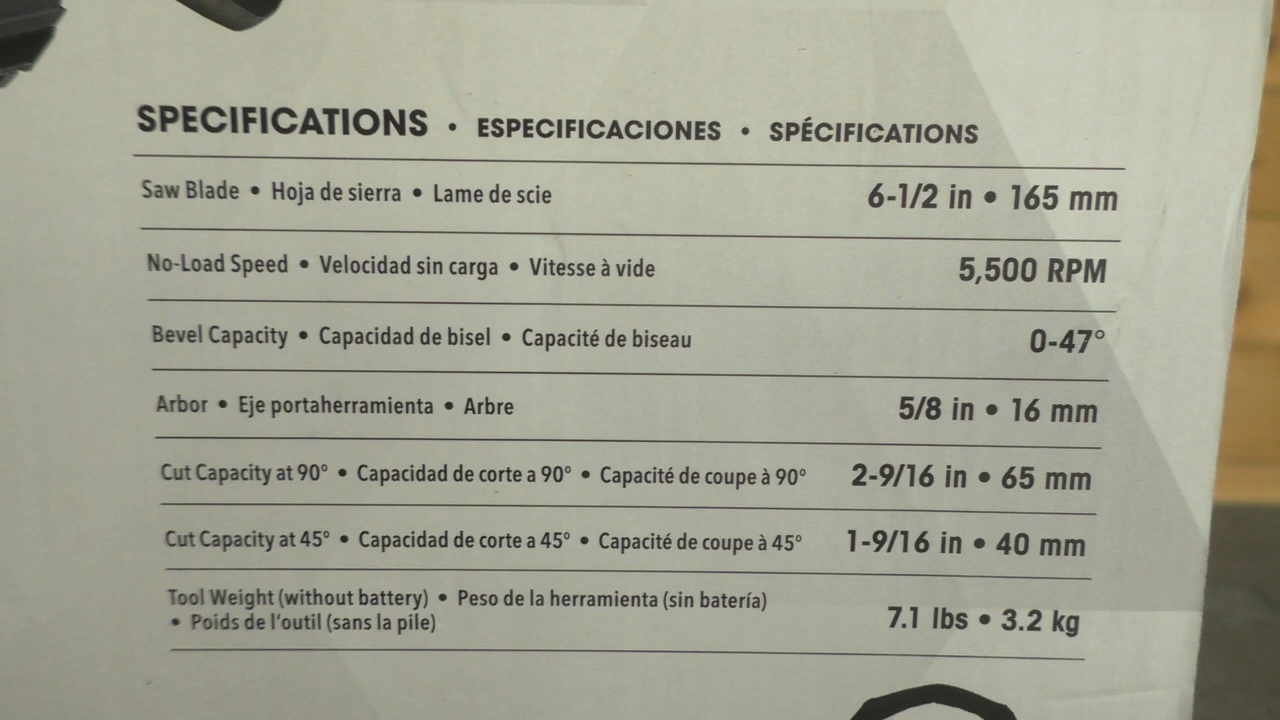 SPECIFICATIONS • ESPECIFICACIONES • SPÉCIFICATIONS
Saw Blade • Hoja de sierra • Lame de scie 6-1/2 in • 165 mm
No-Load Speed • Velocidad sin carga • Vitesse à vide 5,500 RPM
Bevel Capacity • Capacidad de bisel • Capacité de biseau 0-47°
Arbor • Eje portaherramienta • Arbre 5/8 in • 16 mm
Cut Capacity at 90° • Capacidad de corte a 90° • Capacité de coupe à 90° 2-9/16 in • 65 mm
Cut Capacity at 45° • Capacidad de corte a 45° • Capacité de coupe à 45° 1-9/16 in • 40 mm
Tool Weight (without battery) • Peso de la herramienta (sin batería)
• Poids de l'outil (sans la pile) 7.1 lbs • 3.2 kg